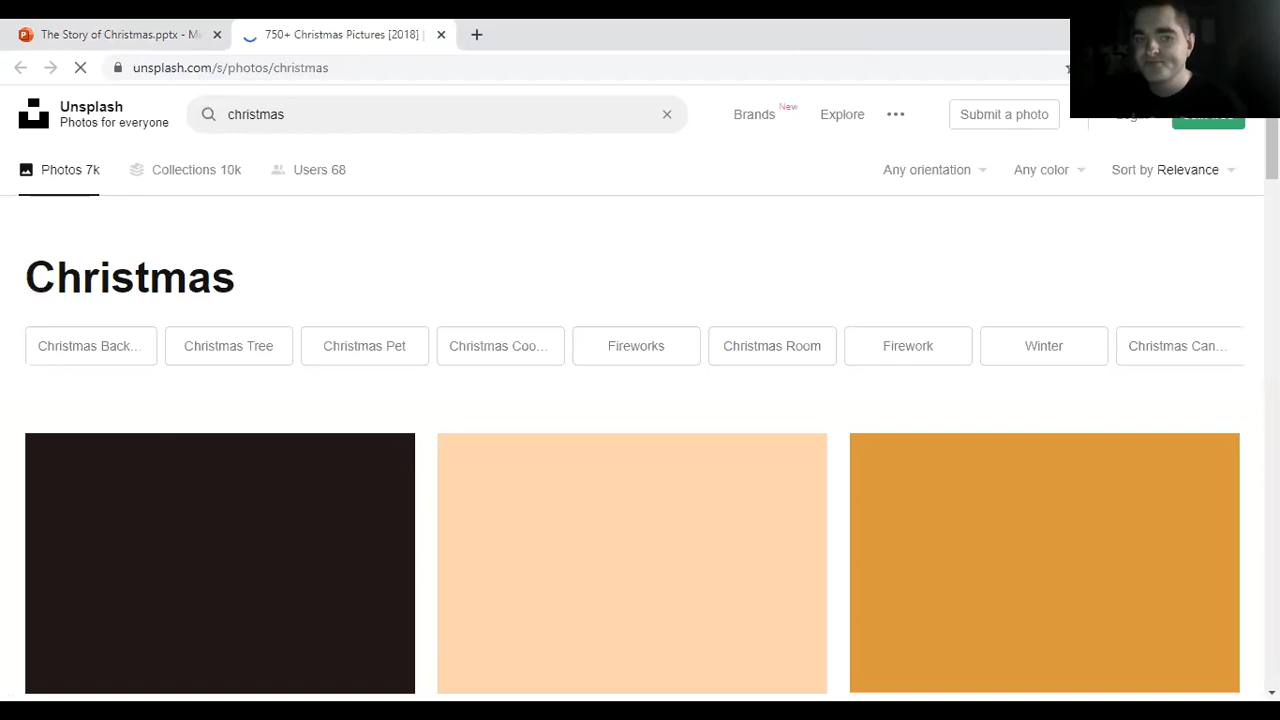 The Story of Christmas.pptx - Mi
750+ Christmas Pictures [2018] |
unsplash.com/s/photos/christmas
Unsplash
Photos for everyone
christmas
Brands New
Explore
Submit a photo
Photos 7k
Collections 10k
Users 68
Any orientation
Any color
Sort by Relevance
Christmas
Christmas Back...
Christmas Tree
Christmas Pet
Christmas Coo...
Fireworks
Christmas Room
Firework
Winter
Christmas Can...